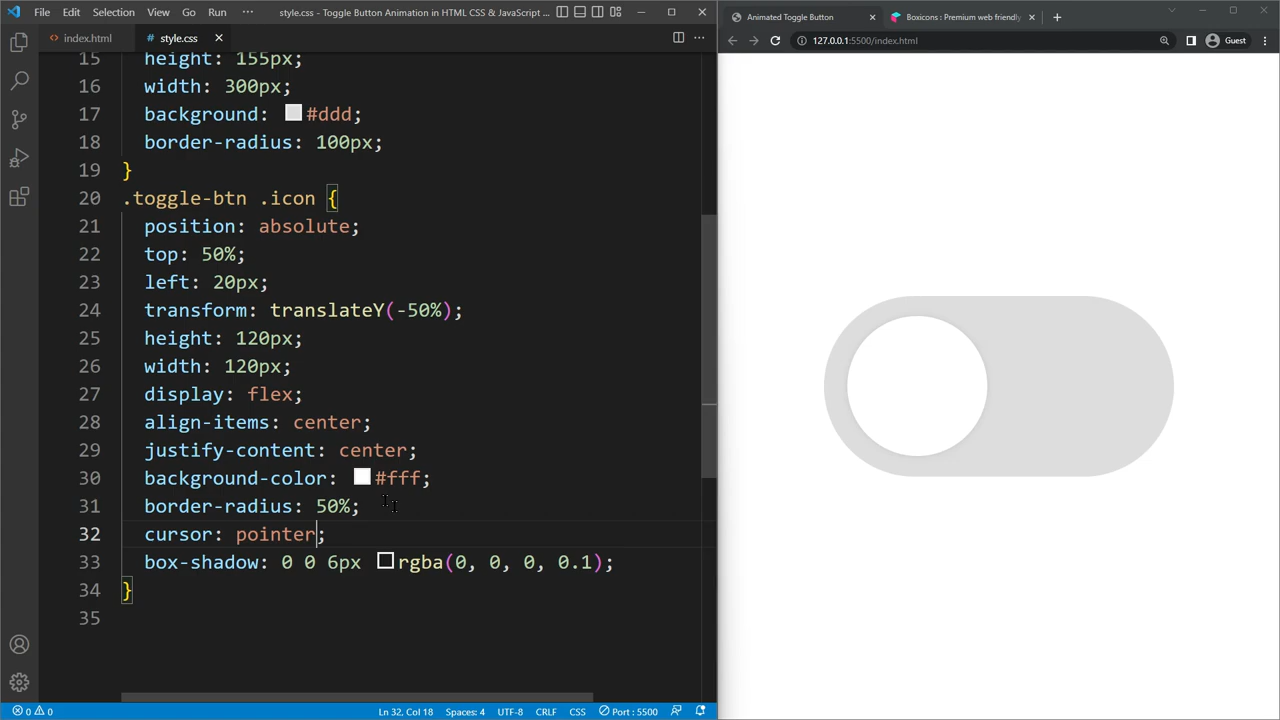 File Edit Selection View Go Run ··· style.css - Toggle Button Animation in HTML CSS & JavaScript ...
index.html style.css
15 height: 155px;
16 width: 300px;
17 background: #ddd;
18 border-radius: 100px;
19 }
20 .toggle-btn .icon {
21 position: absolute;
22 top: 50%;
23 left: 20px;
24 transform: translateY(-50%);
25 height: 120px;
26 width: 120px;
27 display: flex;
28 align-items: center;
29 justify-content: center;
30 background-color: #fff;
31 border-radius: 50%;
32 cursor: pointer;
33 box-shadow: 0 0 6px rgba(0, 0, 0, 0.1);
34 }
35
0 0 Ln 32, Col 18 Spaces: 4 UTF-8 CRLF CSS Port : 5500
Animated Toggle Button Boxicons : Premium web friendly
127.0.0.1:5500/index.html Guest